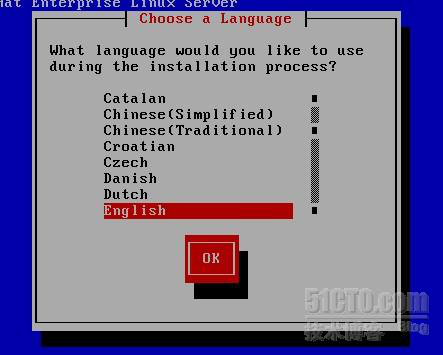 Hat Enterprise Linux Server
Choose a Language
What language would you like to use
during the installation process?
Catalan
Chinese(Simplified)
Chinese(Traditional)
Croatian
Czech
Danish
Dutch
English
OK
51CTO.com
技术博客 Blog